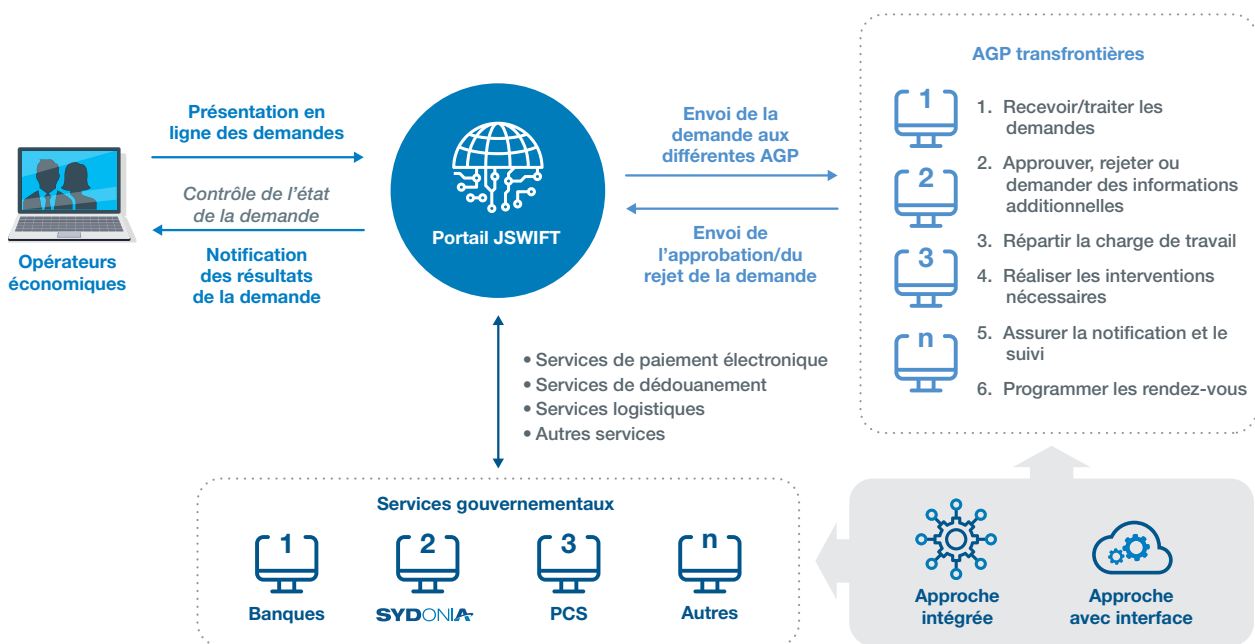 Présentation en
ligne des demandes
Contrôle de l'état
de la demande
Notification
des résultats
de la demande
Opérateurs
économiques
Portail JSWIFT
Envoi de la
demande aux
différentes AGP
Envoi de
l'approbation/du
rejet de la demande
AGP transfrontières
1
2
3
n
1. Recevoir/traiter les
demandes
2. Approuver, rejeter ou
demander des informations
additionnelles
3. Répartir la charge de travail
4. Réaliser les interventions
nécessaires
5. Assurer la notification et le
suivi
6. Programmer les rendez-vous
• Services de paiement électronique
• Services de dédouanement
• Services logistiques
• Autres services
Services gouvernementaux
1
Banques
2
SYDONIA
3
PCS
n
Autres
Approche
intégrée
Approche
avec interface